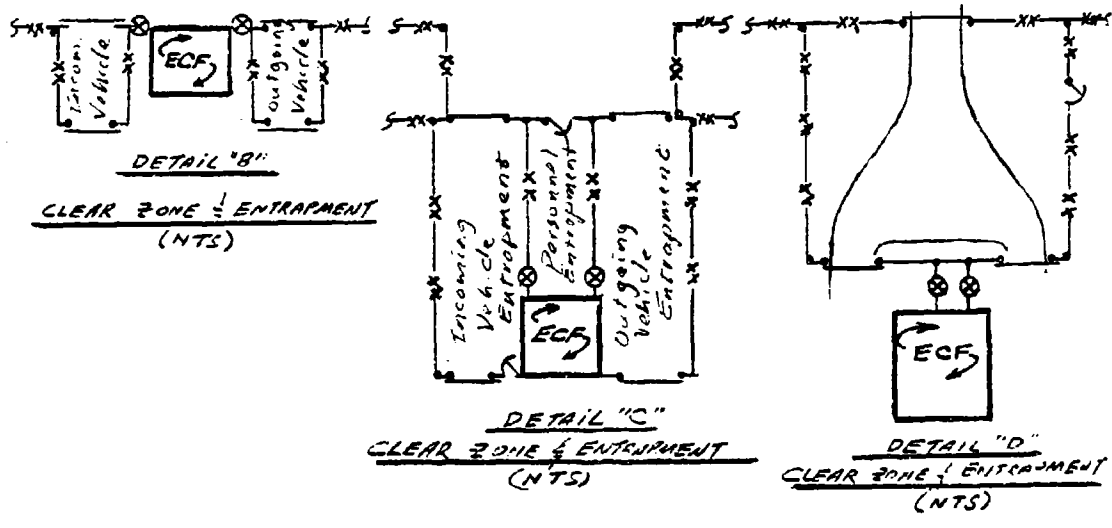 Incoming
Vehicle
ECF
Outgoing
Vehicle
DETAIL "B"
CLEAR ZONE & ENTRAPMENT
(NTS)
Incoming
Vehicle
Entrapment
Personnel
Entrapment
Outgoing
Vehicle
Entrapment
ECF
DETAIL "C"
CLEAR ZONE & ENTRAPMENT
(NTS)
ECF
DETAIL "D"
CLEAR ZONE & ENTRAPMENT
(NTS)